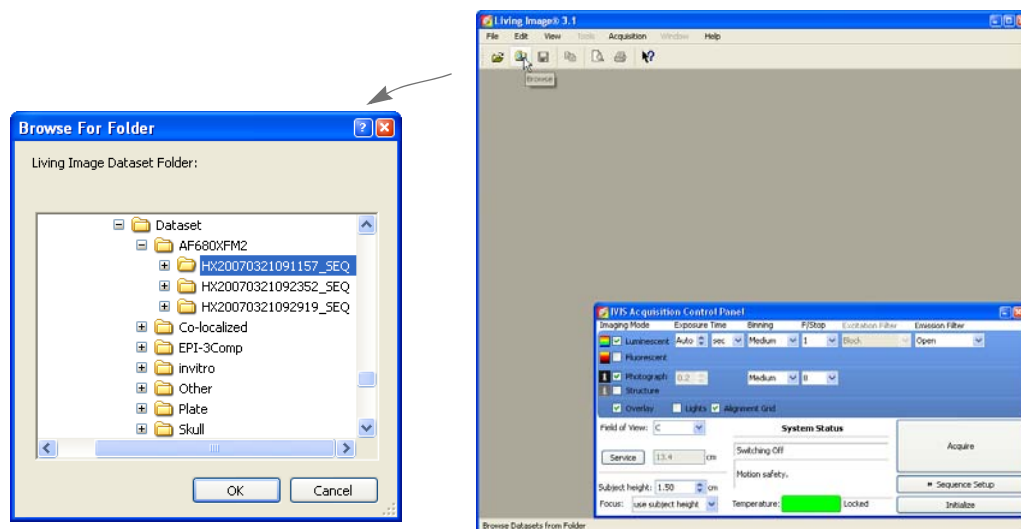 Browse For Folder
Living Image Dataset Folder:
Dataset
AF680XFM2
HX20070321091157_SEQ
HX20070321092352_SEQ
HX20070321092919_SEQ
Co-localized
EPI-3Comp
invitro
Other
Plate
Skull
OK Cancel
Living Image® 3.1
File Edit View Tools Acquisition Window Help
Browse
IVIS Acquisition Control Panel
Imaging Mode Exposure Time Binning F/Stop Excitation Filter Emission Filter
Luminescent Auto sec Medium 1 Block Open
Fluorescent
Photograph 0.2 Medium 8
Structure
Overlay Lights Alignment Grid
Field of View: C System Status
Switching Off
Acquire
Service 13.4 cm
Motion safety.
Subject height: 1.50 cm
Sequence Setup
Focus: use subject height Temperature: Locked Initialize
Browse Datasets from Folder